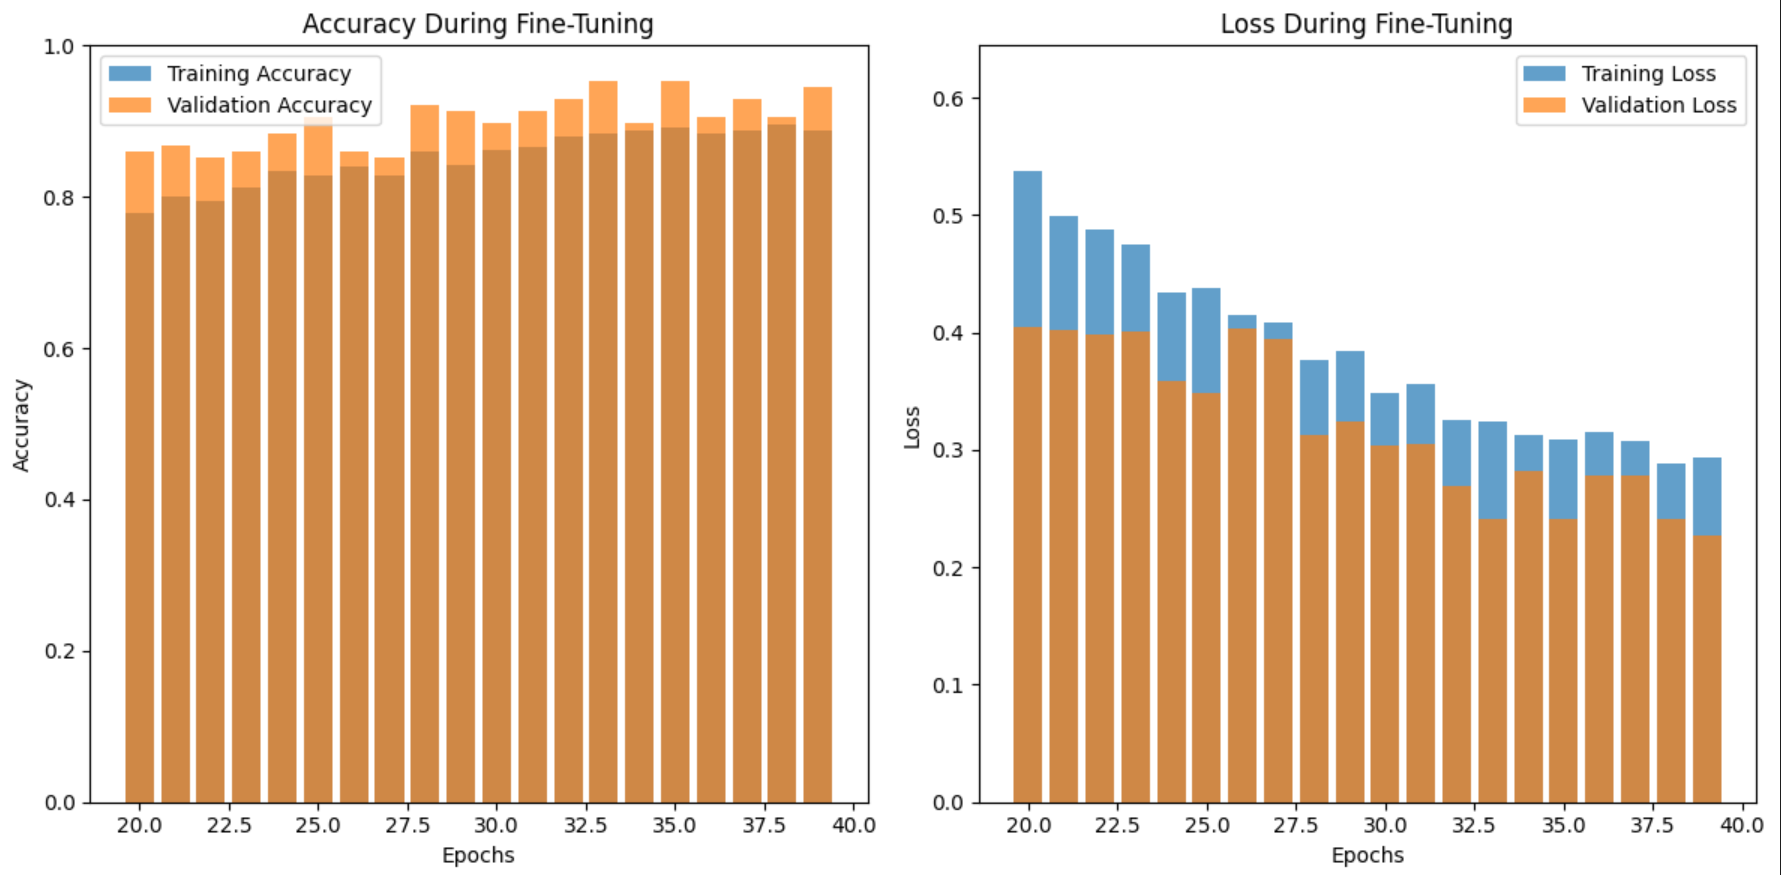 Accuracy During Fine-Tuning
Training Accuracy
Validation Accuracy
1.0
0.8
0.6
0.4
0.2
0.0
Accuracy
20.0 22.5 25.0 27.5 30.0 32.5 35.0 37.5 40.0
Epochs
Loss During Fine-Tuning
Training Loss
Validation Loss
0.6
0.5
0.4
0.3
0.2
0.1
0.0
Loss
20.0 22.5 25.0 27.5 30.0 32.5 35.0 37.5 40.0
Epochs